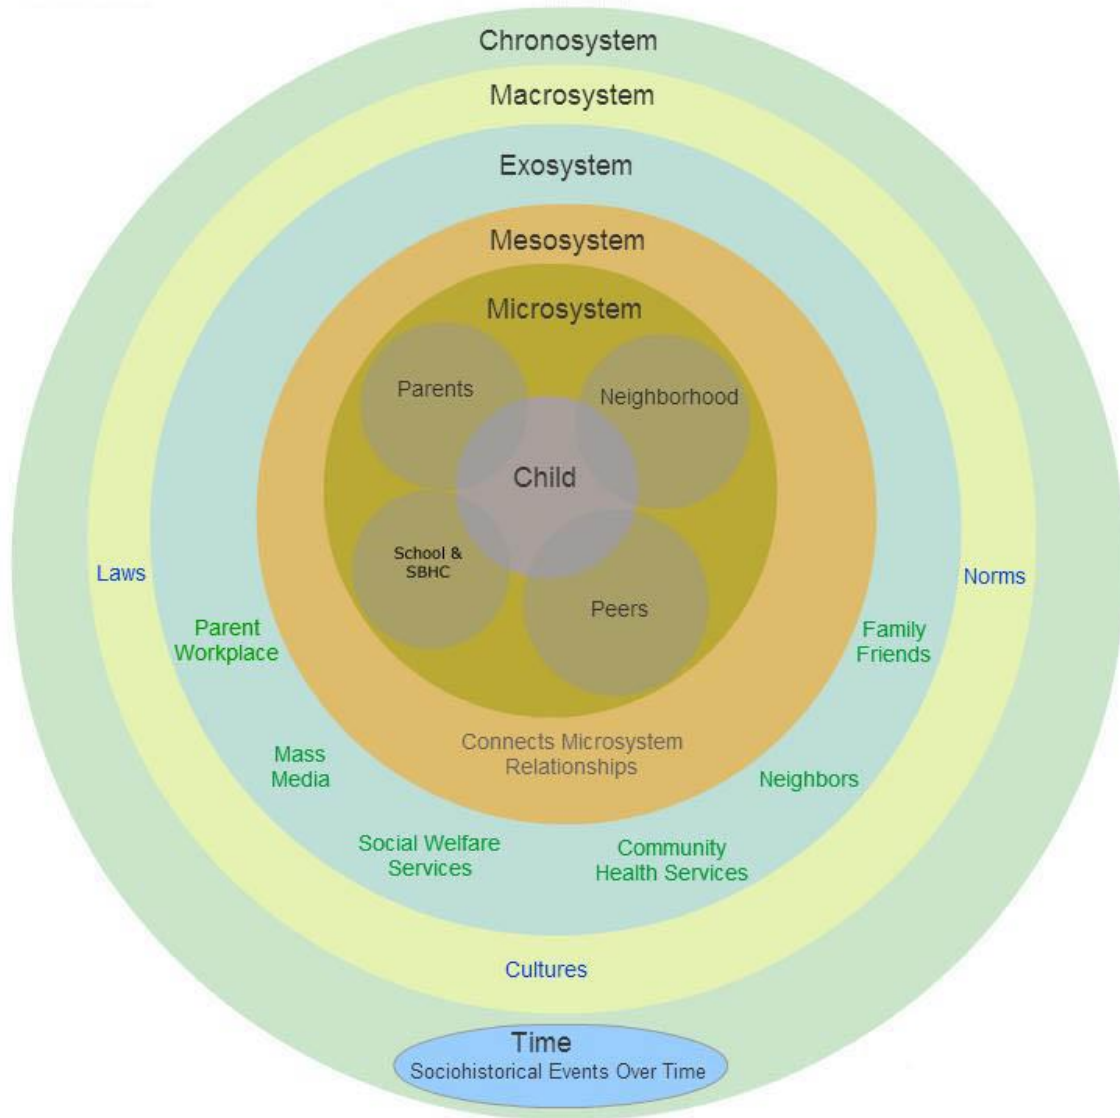 Chronosystem
Macrosystem
Exosystem
Mesosystem
Microsystem
Parents
Neighborhood
Child
School &
SBHC
Peers
Laws
Norms
Parent
Workplace
Family
Friends
Connects Microsystem
Relationships
Mass
Media
Neighbors
Social Welfare
Services
Community
Health Services
Cultures
Time
Sociohistorical Events Over Time